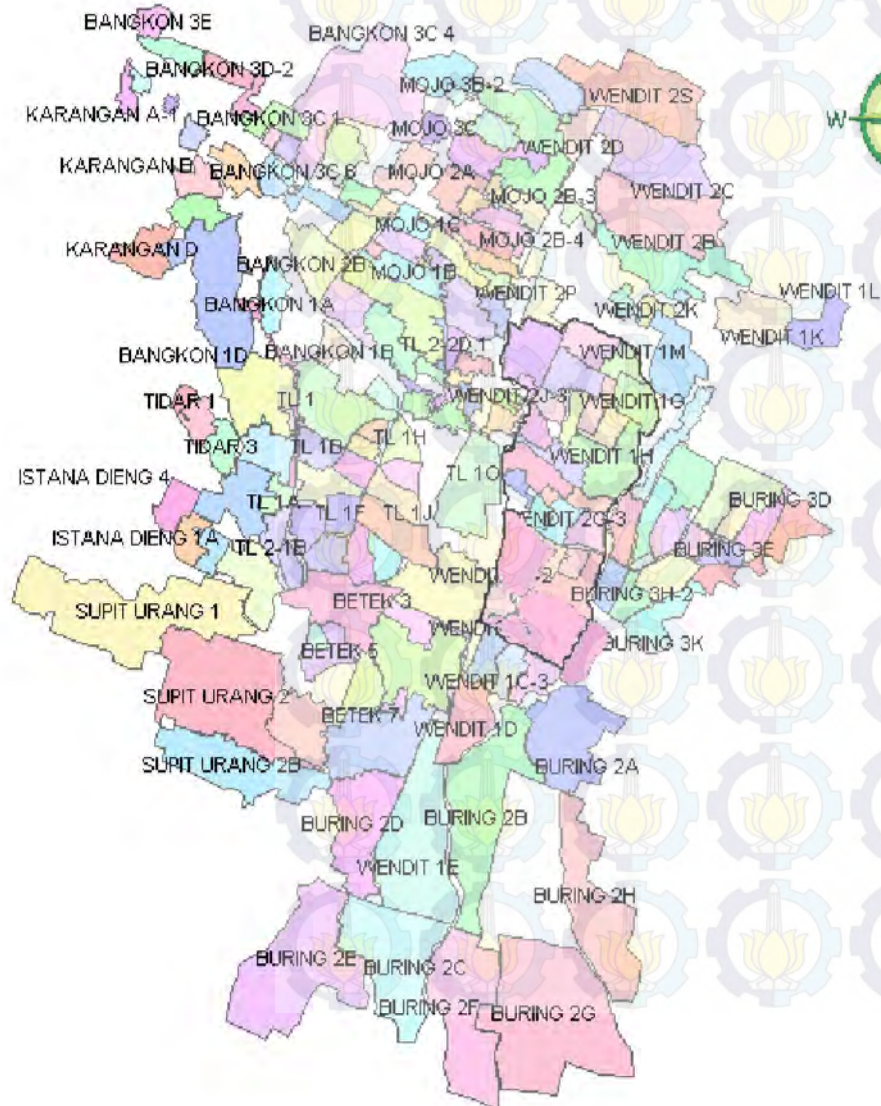 BANGKON 3E
BANGKON 3C 4
BANGKON 3D-2
MOJO 3B-2
WENDIT 2S
KARANGAN A-1
BANGKON 3C 1
MOJO 3C
W
WENDIT 2D
KARANGAN B
BANGKON 3C 6
MOJO 2A
MOJO 2B-3
WENDIT 2C
MOJO 1C
KARANGAN D
MOJO 2B-4
WENDIT 2B
BANGKON 2B
MOJO 1B
BANGKON 1A
WENDIT 2P
WENDIT 2K
WENDIT 1L
WENDIT 1K
BANGKON 1D
BANGKON 1B
TL 2-2D 1
WENDIT 1M
TIDAR 1
TL 1
WENDIT 2J-3
WENDIT 1G
TIDAR 3
TL 1B
TL 1H
WENDIT 1H
ISTANA DIENG 4
TL 1A
TL 1O
BURING 3D
TL 1F
TL 1J
ENDIT 2G-3
ISTANA DIENG 1A
TL 2-1B
BURING 3E
WENDIT
-2
BURING 3H-2
SUPIT URANG 1
BETEK 3
BETEK 5
BURING 3K
WENDIT 1C-3
SUPIT URANG 2
BETEK 7
WENDIT 1D
SUPIT URANG 2B
BURING 2A
BURING 2D
BURING 2B
WENDIT 1E
BURING 2H
BURING 2E
BURING 2C
BURING 2F
BURING 2G